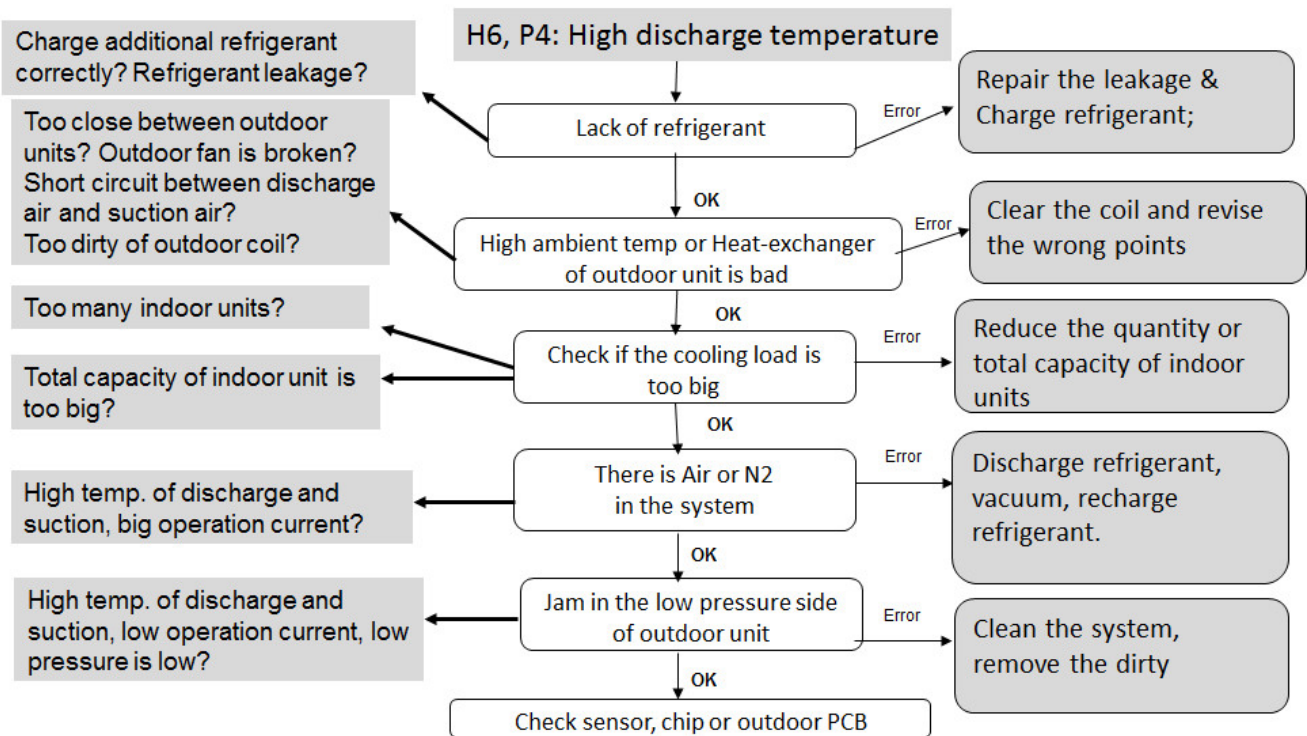 H6, P4: High discharge temperature
Charge additional refrigerant
correctly? Refrigerant leakage?
Lack of refrigerant
Error
Repair the leakage &
Charge refrigerant;
OK
Too close between outdoor
units? Outdoor fan is broken?
Short circuit between discharge
air and suction air?
Too dirty of outdoor coil?
High ambient temp or Heat-exchanger
of outdoor unit is bad
Error
Clear the coil and revise
the wrong points
OK
Too many indoor units?
Total capacity of indoor unit is
too big?
Check if the cooling load is
too big
Error
Reduce the quantity or
total capacity of indoor
units
OK
High temp. of discharge and
suction, big operation current?
There is Air or N2
in the system
Error
Discharge refrigerant,
vacuum, recharge
refrigerant.
OK
High temp. of discharge and
suction, low operation current, low
pressure is low?
Jam in the low pressure side
of outdoor unit
Error
Clean the system,
remove the dirty
OK
Check sensor, chip or outdoor PCB